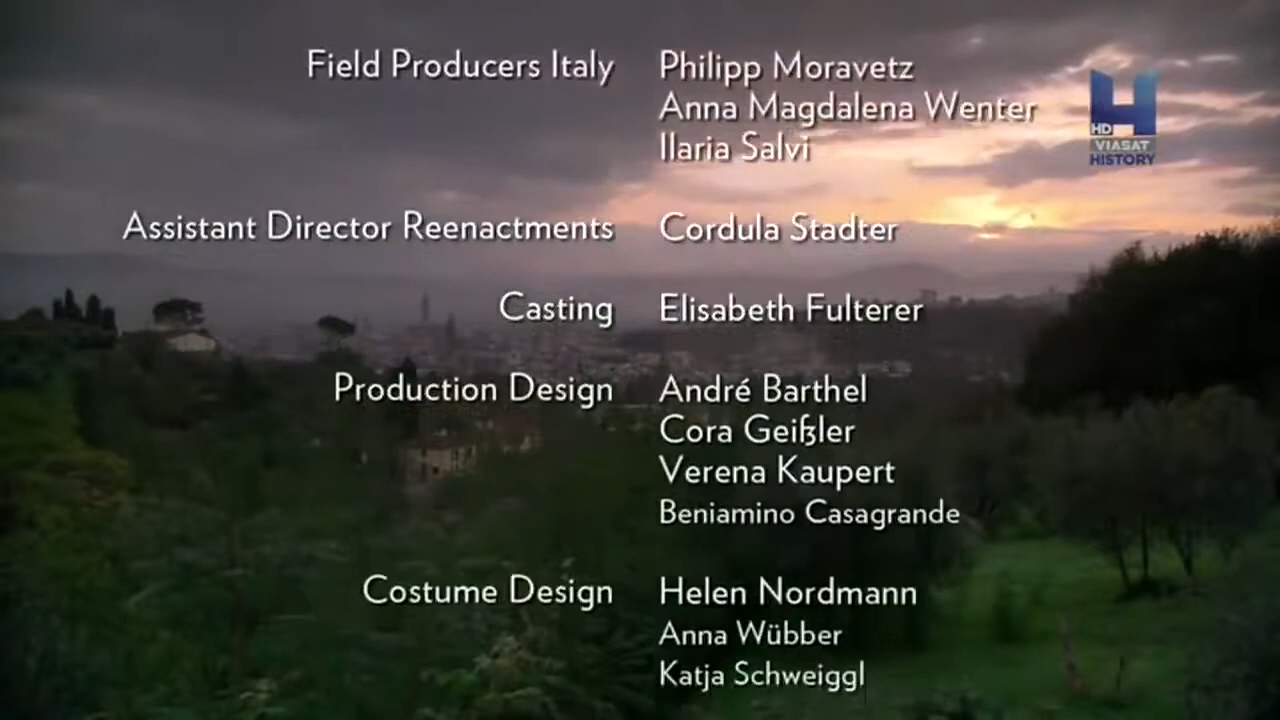 Field Producers Italy Philipp Moravetz
Anna Magdalena Wenter
Ilaria Salvi
HD
VIASAT
HISTORY
Assistant Director Reenactments Cordula Stadter
Casting Elisabeth Fulterer
Production Design André Barthel
Cora Geißler
Verena Kaupert
Beniamino Casagrande
Costume Design Helen Nordmann
Anna Wübber
Katja Schweiggl